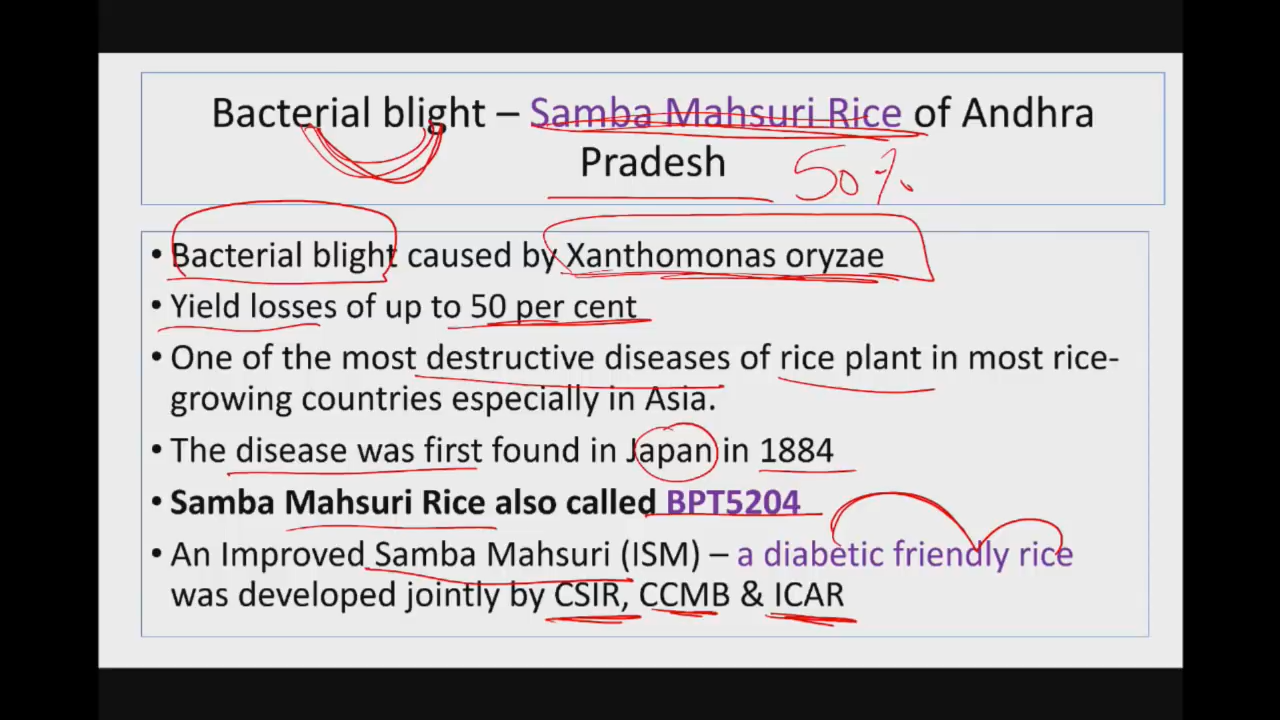 Bacterial blight – Samba Mahsuri Rice of Andhra
Pradesh
50%
• Bacterial blight caused by Xanthomonas oryzae
• Yield losses of up to 50 per cent
• One of the most destructive diseases of rice plant in most rice-
growing countries especially in Asia.
• The disease was first found in Japan in 1884
• Samba Mahsuri Rice also called BPT5204
• An Improved Samba Mahsuri (ISM) – a diabetic friendly rice
was developed jointly by CSIR, CCMB & ICAR